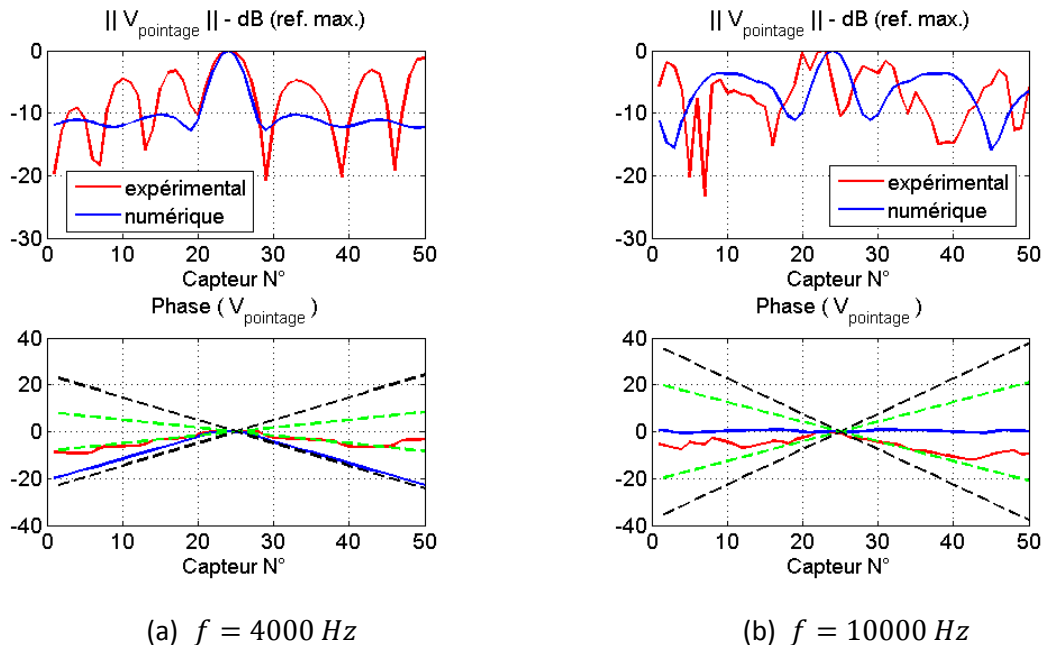 || V_pointage || - dB (ref. max.)
0
-10
-20
-30
expérimental
numérique
0 10 20 30 40 50
Capteur N°
Phase ( V_pointage )
40
20
0
-20
-40
0 10 20 30 40 50
Capteur N°
(a) f = 4000 Hz
|| V_pointage || - dB (ref. max.)
0
-10
-20
-30
expérimental
numérique
0 10 20 30 40 50
Capteur N°
Phase ( V_pointage )
40
20
0
-20
-40
0 10 20 30 40 50
Capteur N°
(b) f = 10000 Hz